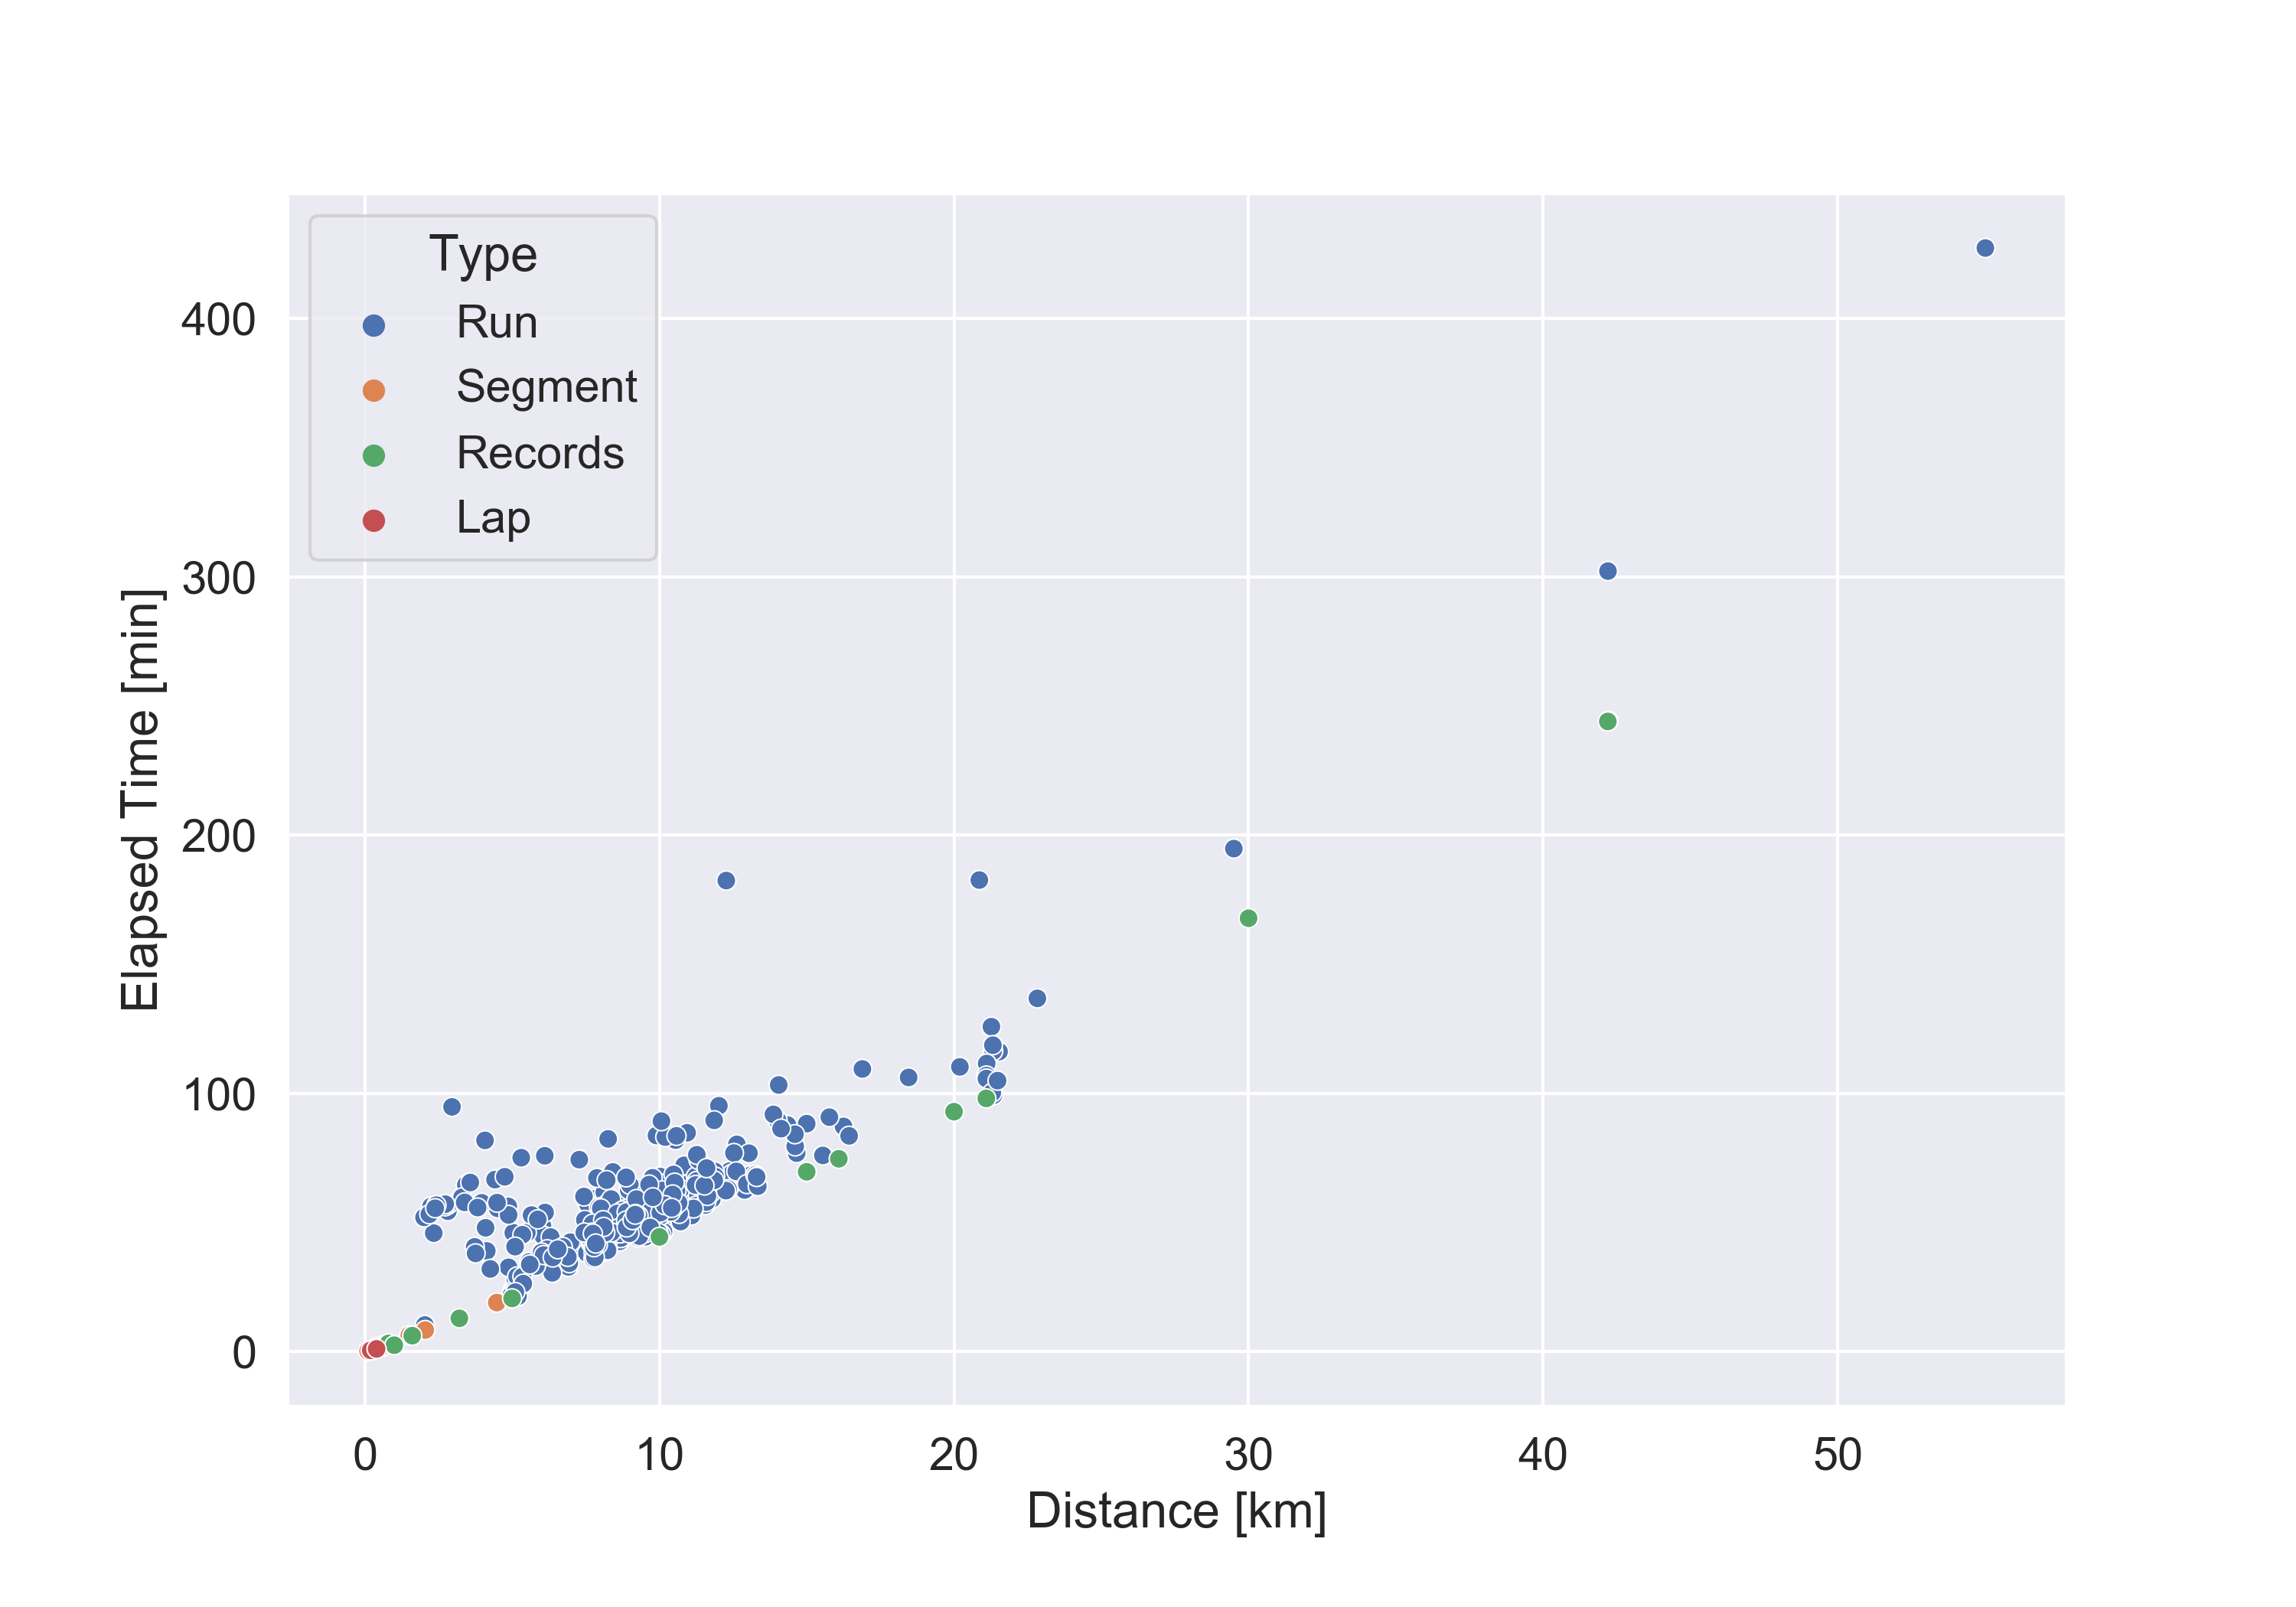 Type
Run
Segment
Records
Lap
Elapsed Time [min]
400
300
200
100
0
0 10 20 30 40 50
Distance [km]